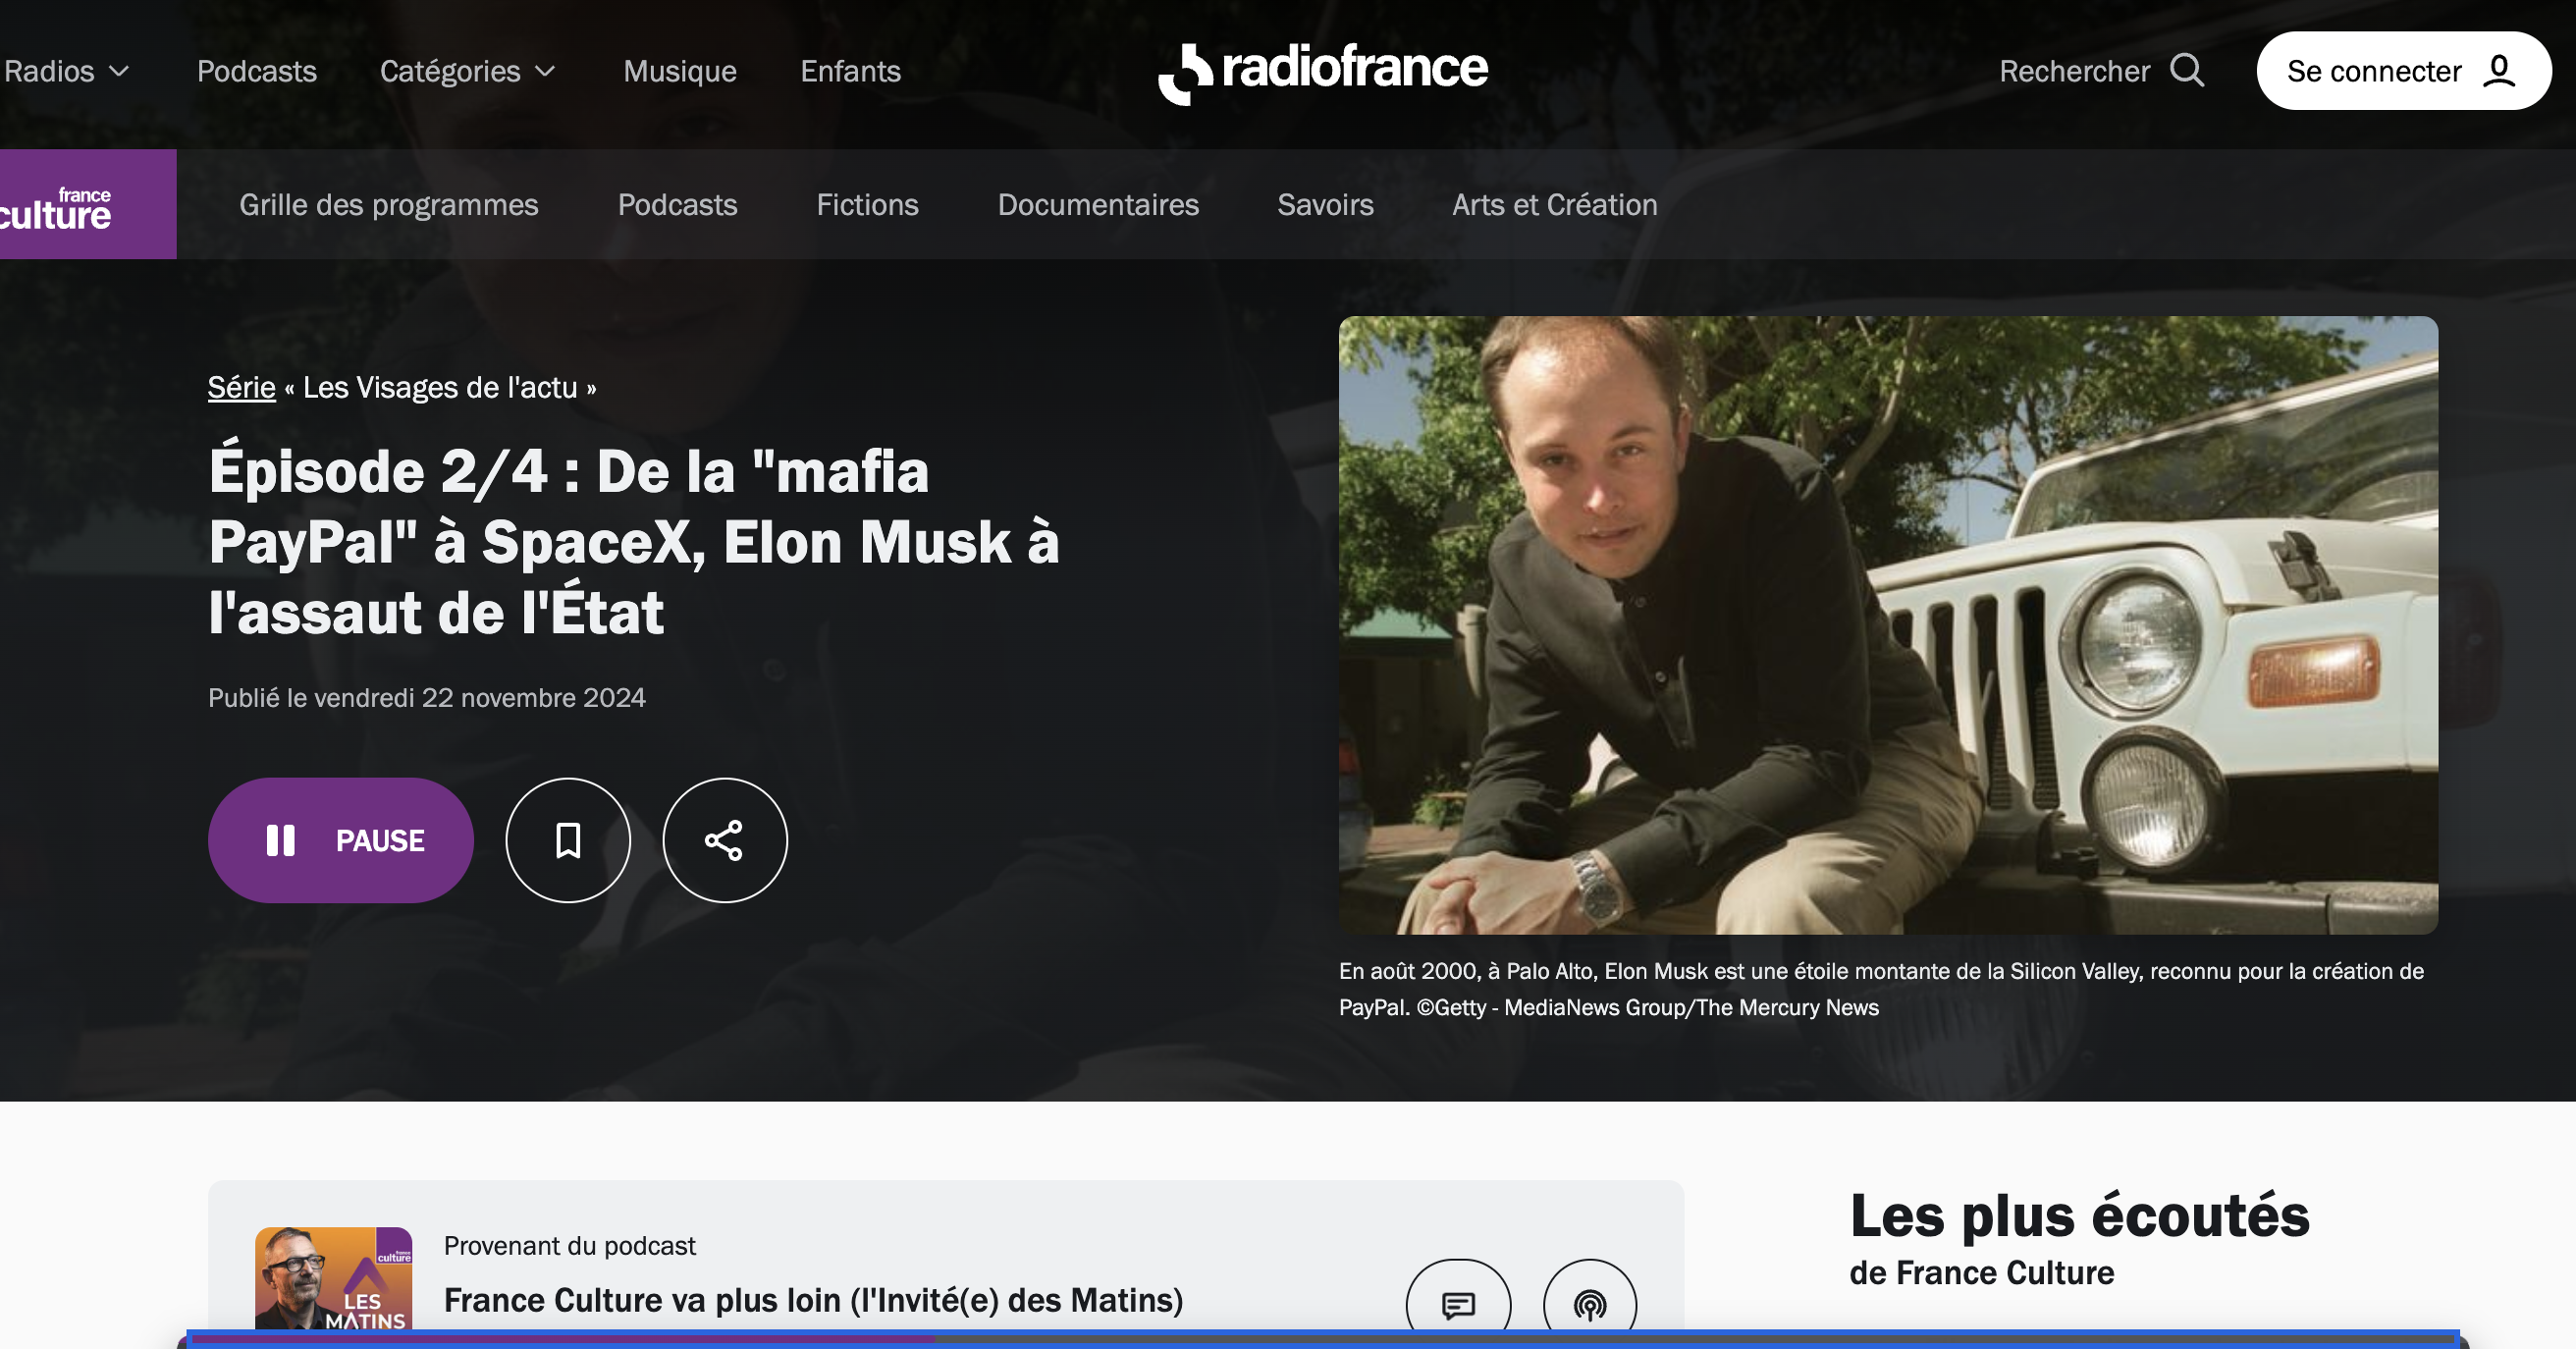 Radios
Podcasts
Catégories
Musique
Enfants
radiofrance
Rechercher
Se connecter
france
culture
Grille des programmes
Podcasts
Fictions
Documentaires
Savoirs
Arts et Création
Série « Les Visages de l'actu »
Épisode 2/4 : De la "mafia
PayPal" à SpaceX, Elon Musk à
l'assaut de l'État
Publié le vendredi 22 novembre 2024
PAUSE
En août 2000, à Palo Alto, Elon Musk est une étoile montante de la Silicon Valley, reconnu pour la création de
PayPal. ©Getty - MediaNews Group/The Mercury News
france
culture
LES
MATINS
Provenant du podcast
France Culture va plus loin (l'Invité(e) des Matins)
Les plus écoutés
de France Culture